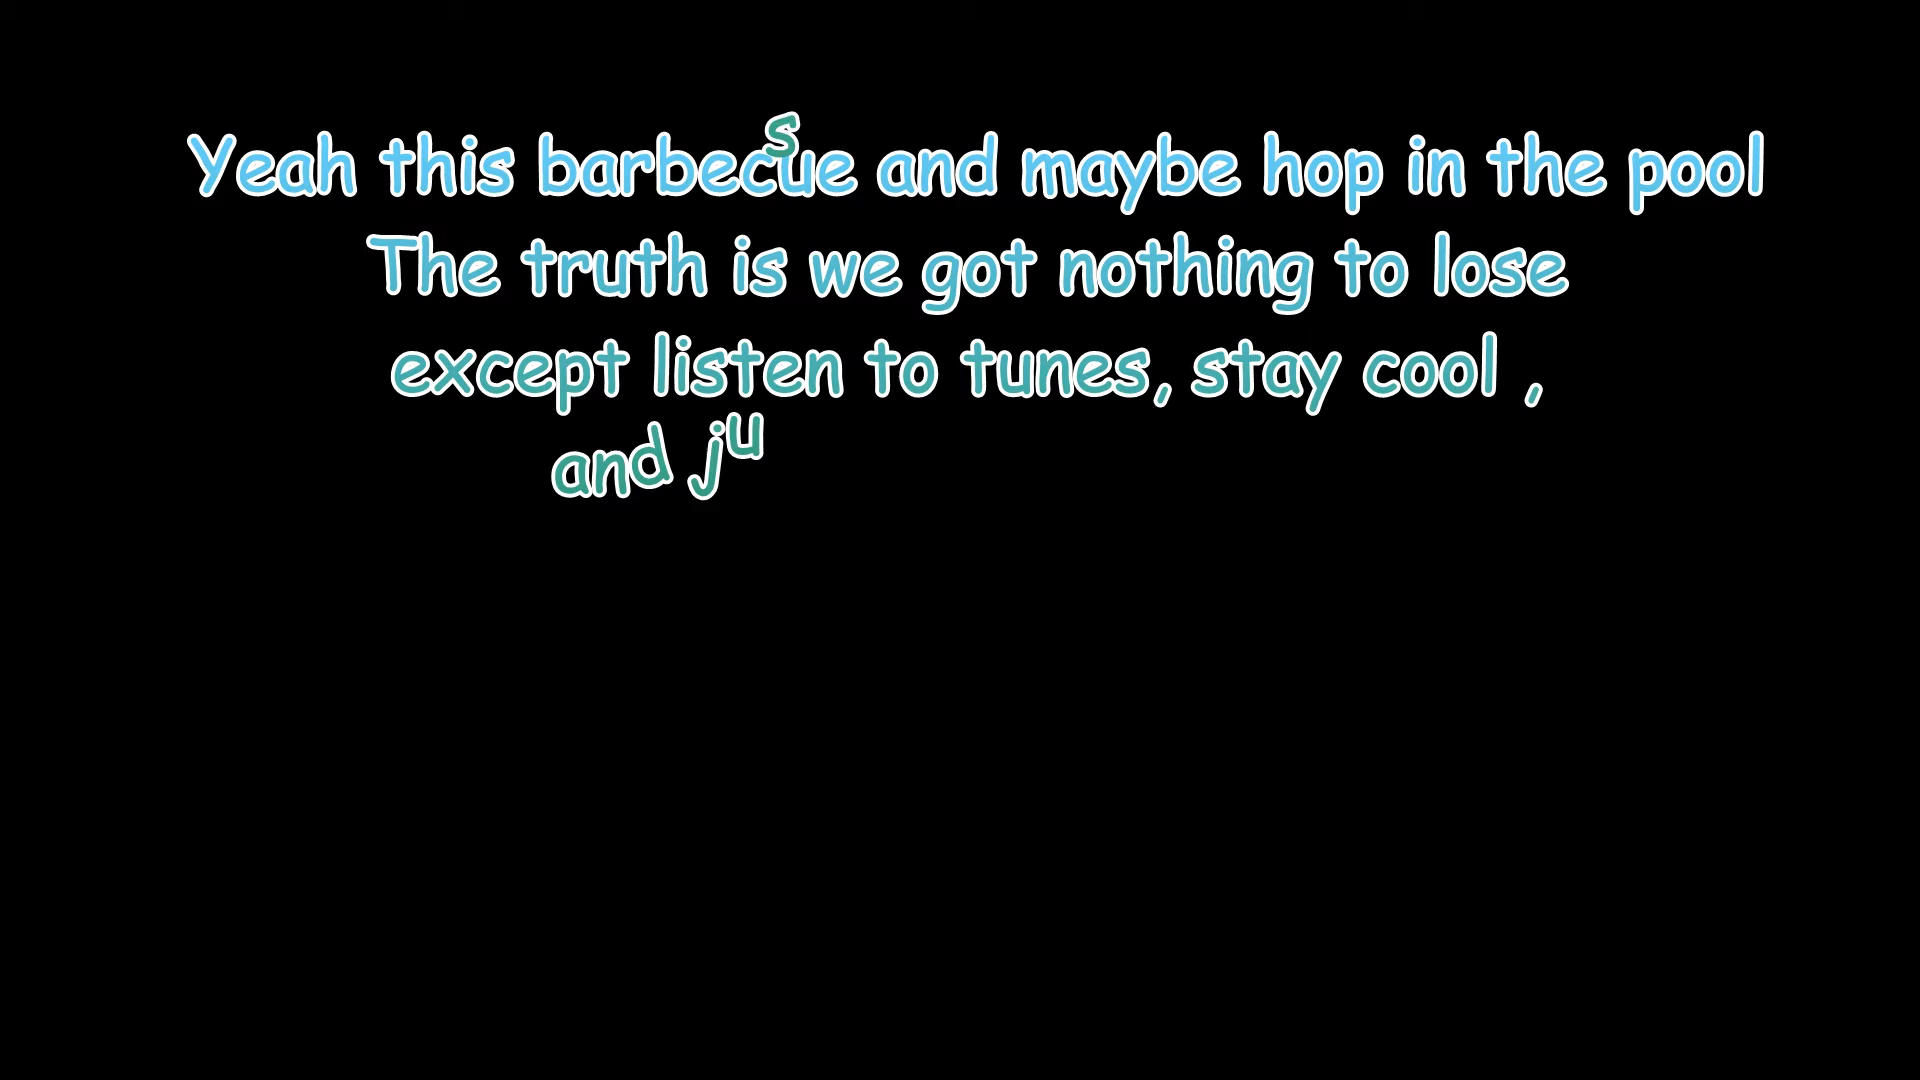 Yeah this barbecue and maybe hop in the pool
The truth is we got nothing to lose
except listen to tunes, stay cool ,
and jus